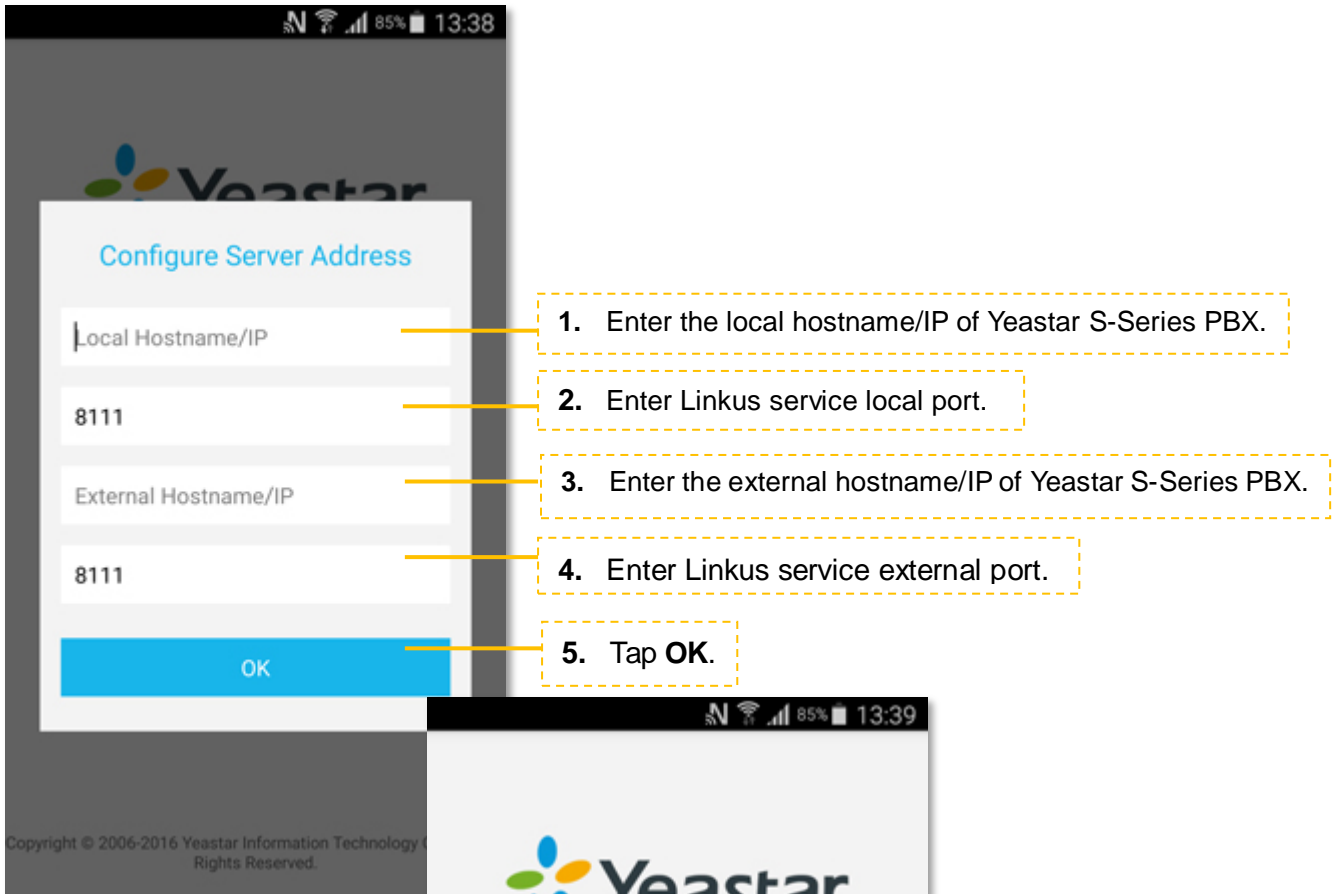 85% 13:38
Yeastar
Configure Server Address
Local Hostname/IP
1. Enter the local hostname/IP of Yeastar S-Series PBX.
8111
2. Enter Linkus service local port.
External Hostname/IP
3. Enter the external hostname/IP of Yeastar S-Series PBX.
8111
4. Enter Linkus service external port.
OK
5. Tap OK.
85% 13:39
Copyright © 2006-2016 Yeastar Information Technology
Rights Reserved.
Yeastar